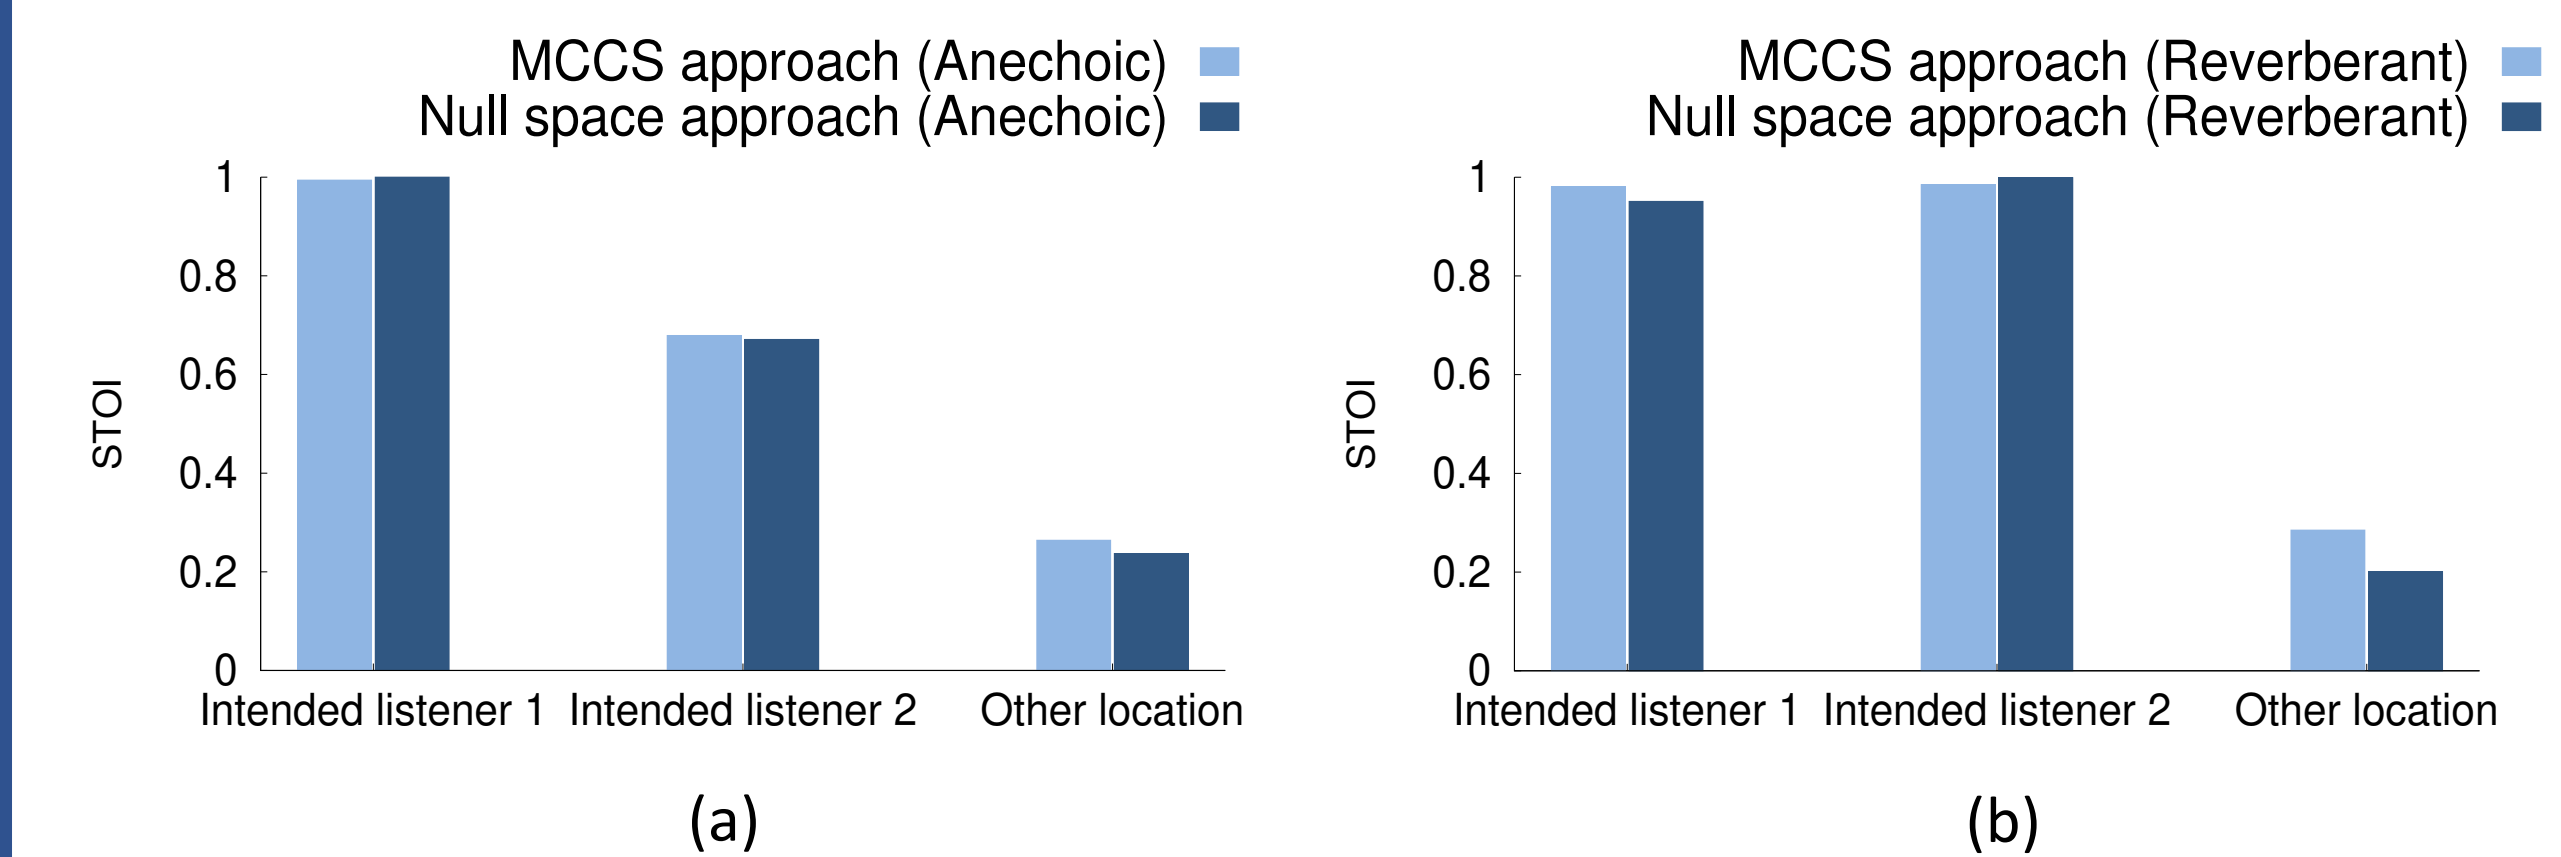 MCCS approach (Anechoic)
Null space approach (Anechoic)
1
0.8
0.6
0.4
0.2
0
STOI
Intended listener 1 Intended listener 2 Other location
(a)
MCCS approach (Reverberant)
Null space approach (Reverberant)
1
0.8
0.6
0.4
0.2
0
STOI
Intended listener 1 Intended listener 2 Other location
(b)